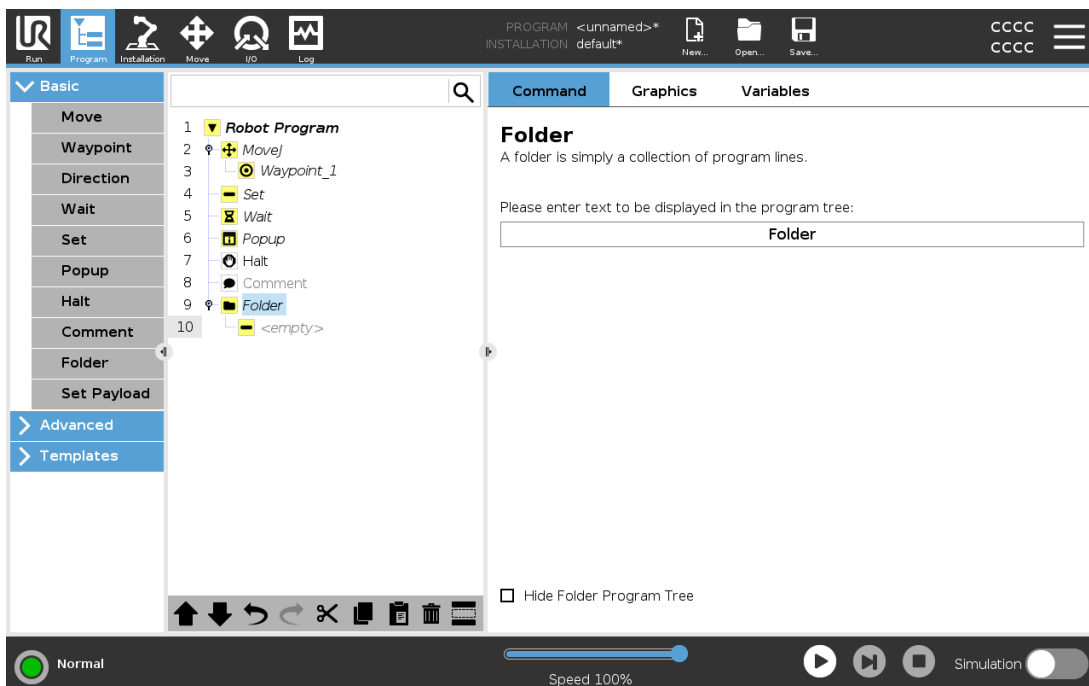 UR
PROGRAM <unnamed>*
INSTALLATION default*
CCCC
CCCC
Run Program Installation Move I/O Log New... Open... Save...
Basic
Move
Waypoint
Direction
Wait
Set
Popup
Halt
Comment
Folder
Set Payload
Advanced
Templates
1 Robot Program
2 MoveJ
3 Waypoint_1
4 Set
5 Wait
6 Popup
7 Halt
8 Comment
9 Folder
10 <empty>
Command Graphics Variables
Folder
A folder is simply a collection of program lines.
Please enter text to be displayed in the program tree:
Folder
Hide Folder Program Tree
Normal
Speed 100%
Simulation